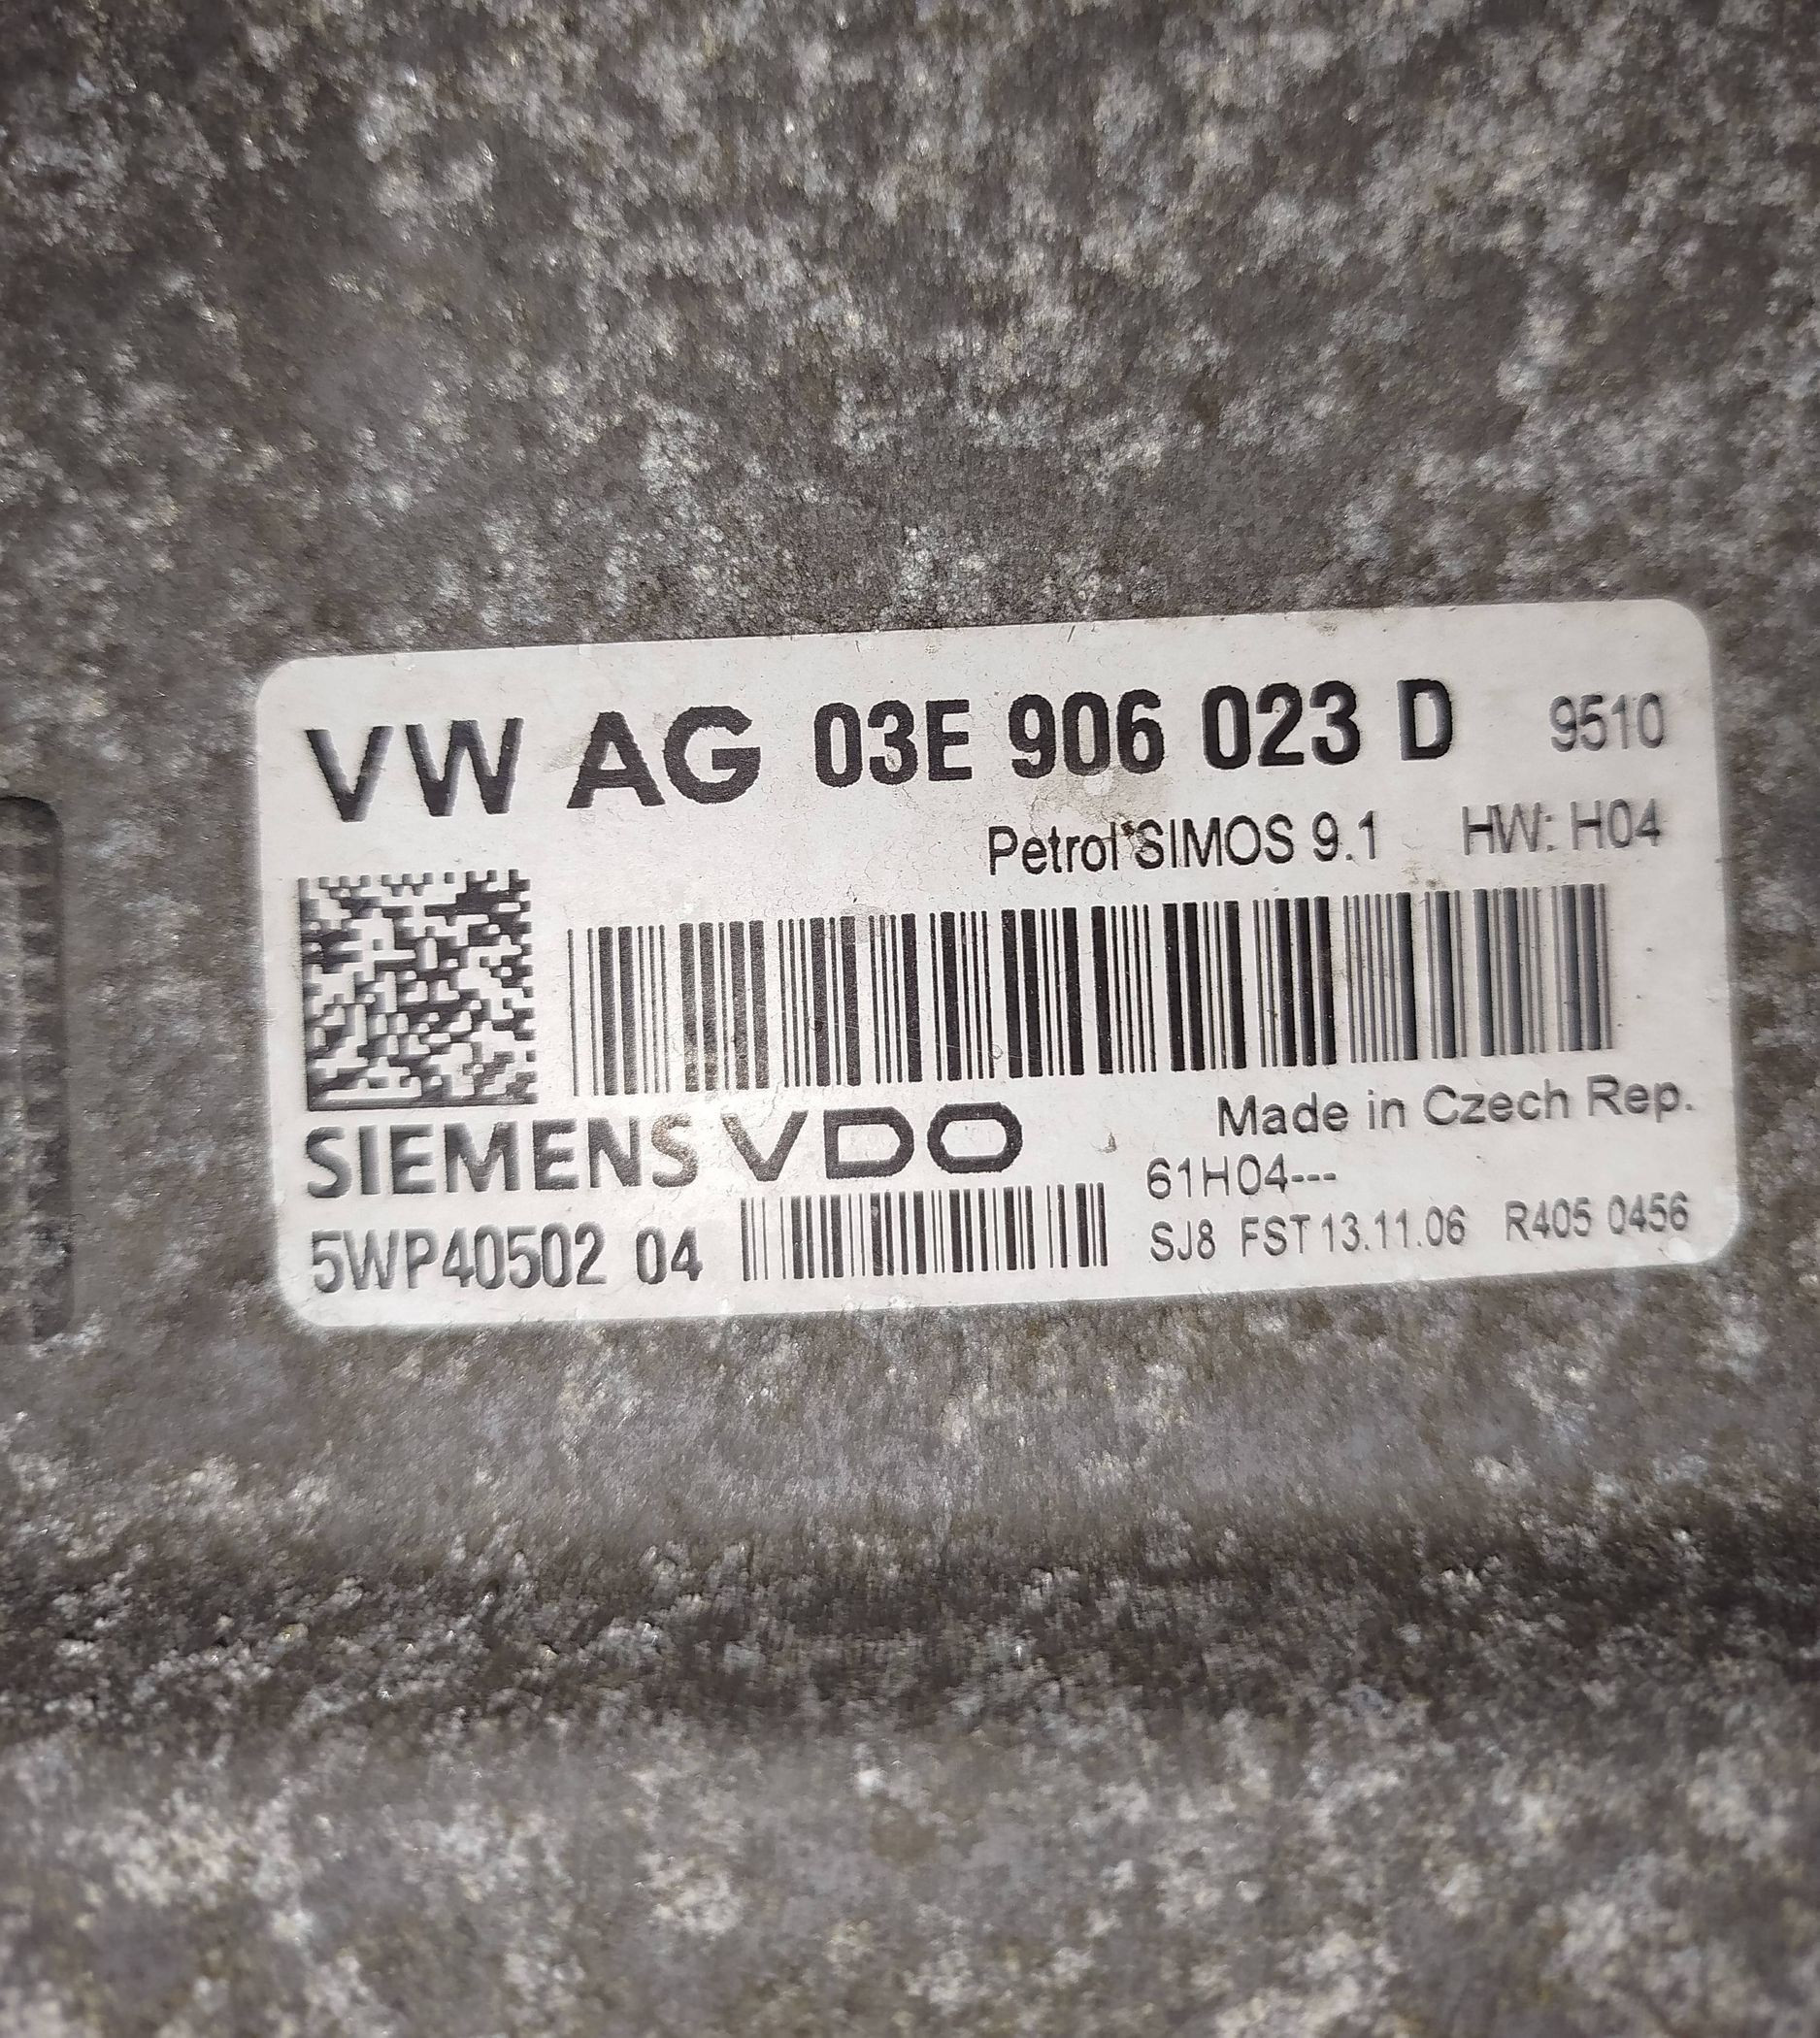 VW AG 03E 906 023 D 9510
Petrol SIMOS 9.1 HW: H04
Made in Czech Rep.
SIEMENS VDO
61H04---
5WP40502 04
SJ8 FST 13.11.06 R405 0456